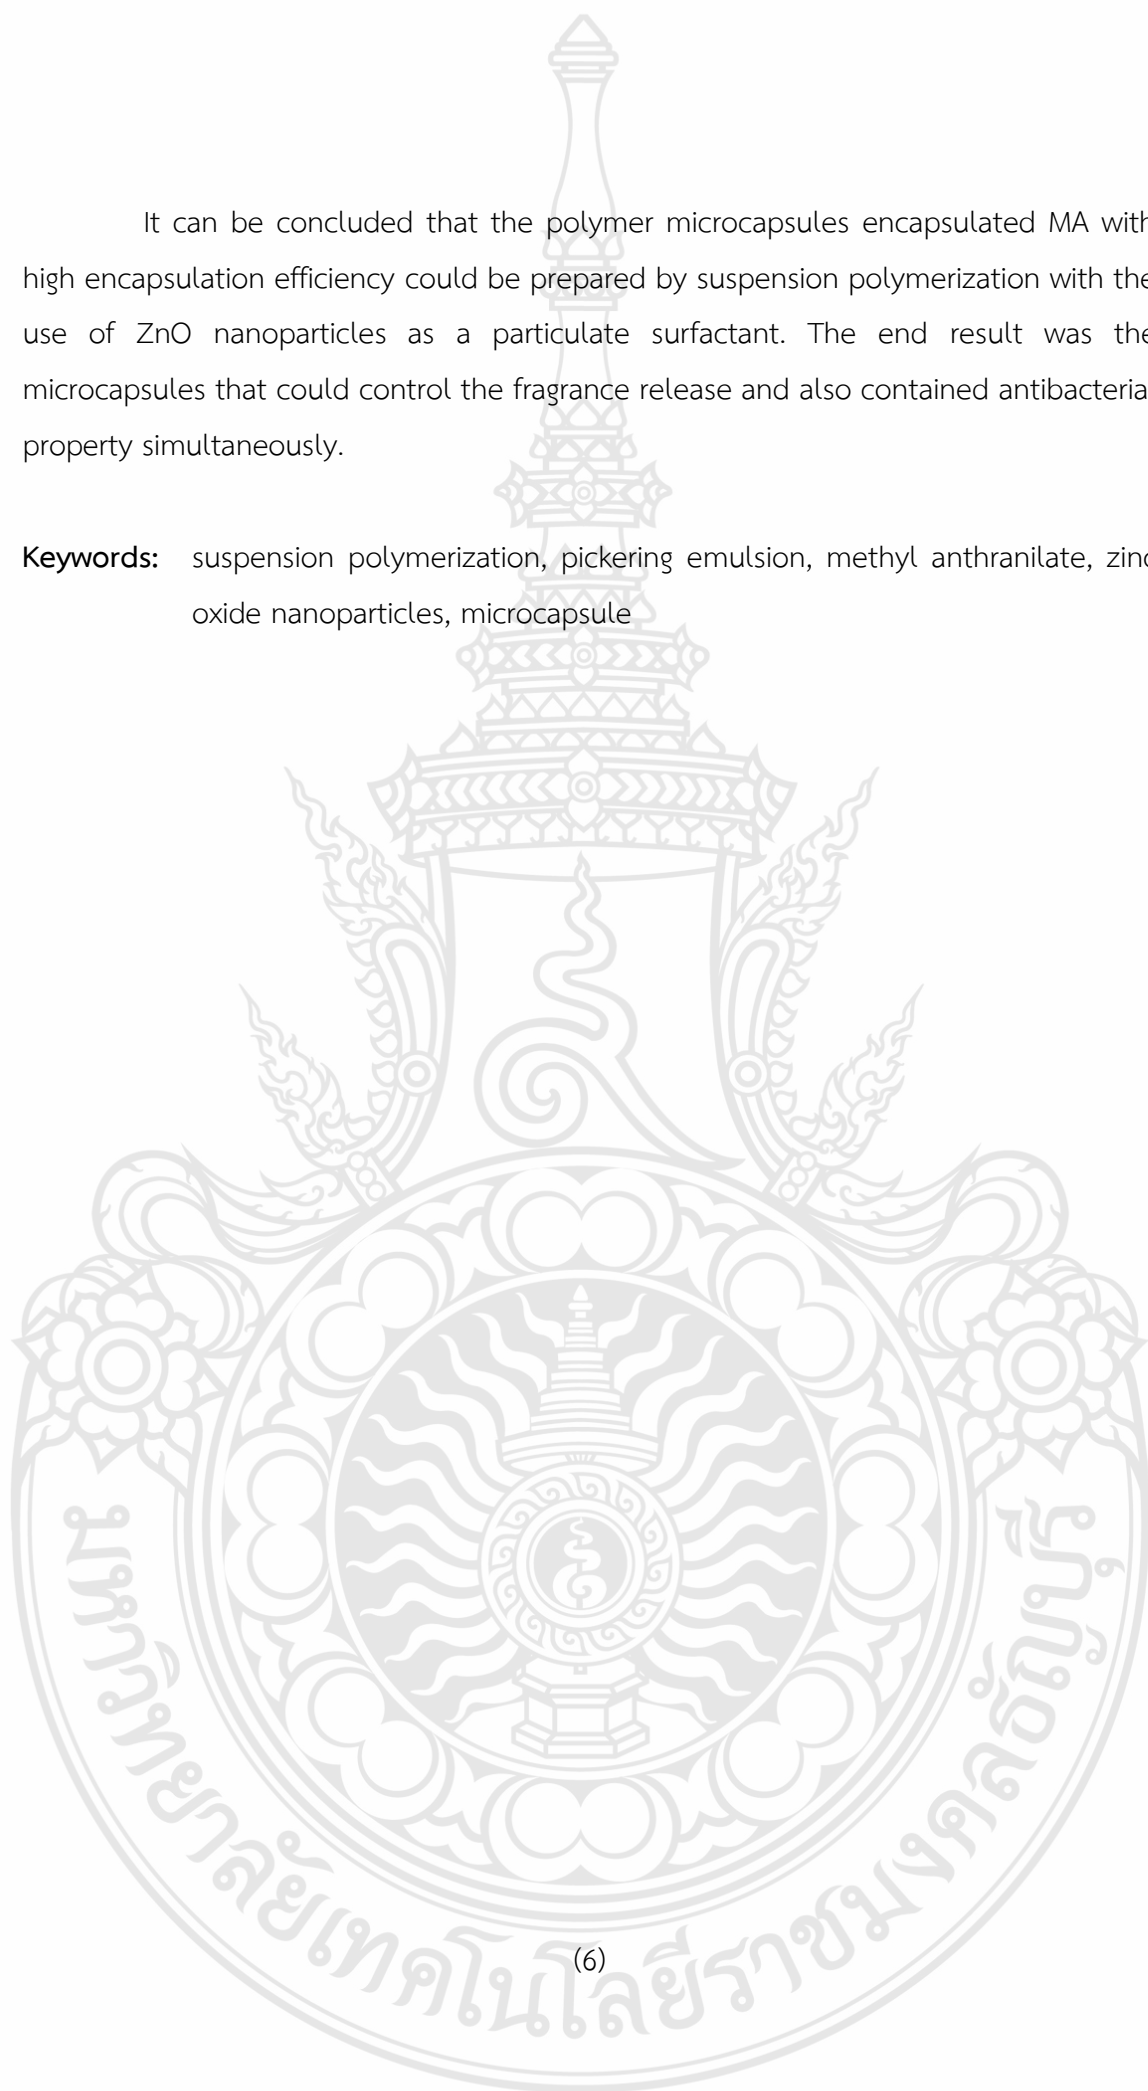 It can be concluded that the polymer microcapsules encapsulated MA with
high encapsulation efficiency could be prepared by suspension polymerization with the
use of ZnO nanoparticles as a particulate surfactant. The end result was the
microcapsules that could control the fragrance release and also contained antibacteria
property simultaneously.
Keywords: suspension polymerization, pickering emulsion, methyl anthranilate, zinc
oxide nanoparticles, microcapsule
มหาวิทยาลัยเทคโนโลยีราชมงคลธัญบุรี
(6)